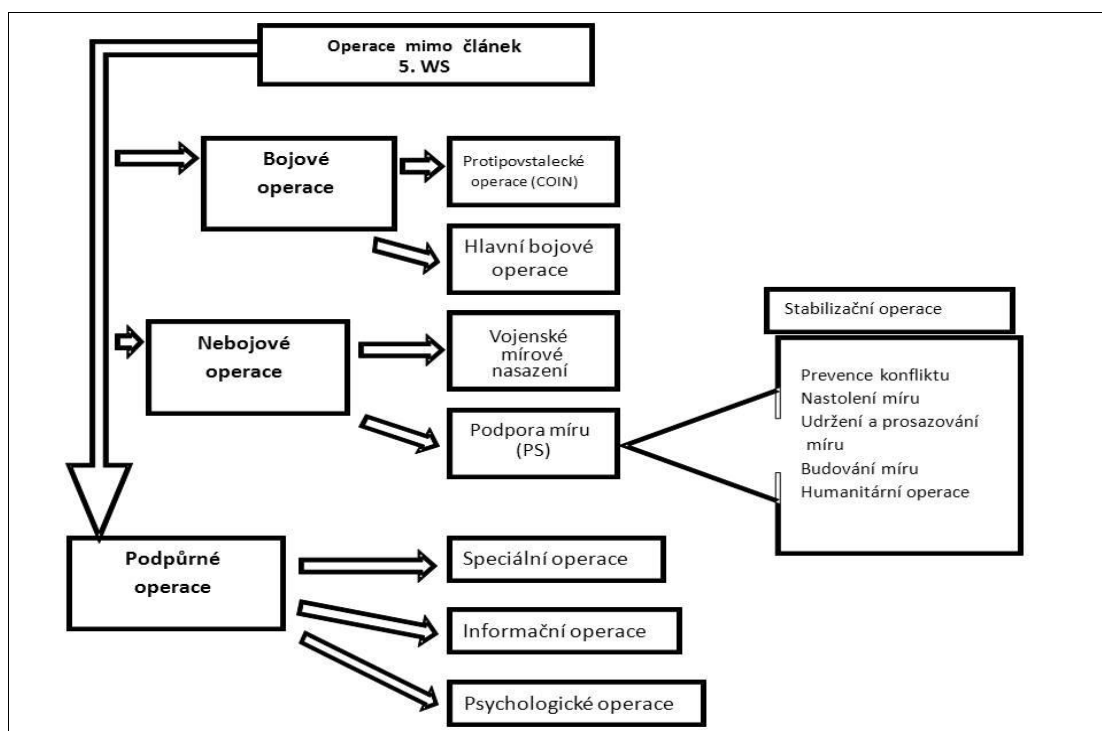 Operace mimo článek
5. WS
Bojové
operace
Protipovstalecké
operace (COIN)
Hlavní bojové
operace
Nebojové
operace
Vojenské
mírové
nasazení
Podpora míru
(PS)
Stabilizační operace
Prevence konfliktu
Nastolení míru
Udržení a prosazování
míru
Budování míru
Humanitární operace
Podpůrné
operace
Speciální operace
Informační operace
Psychologické operace